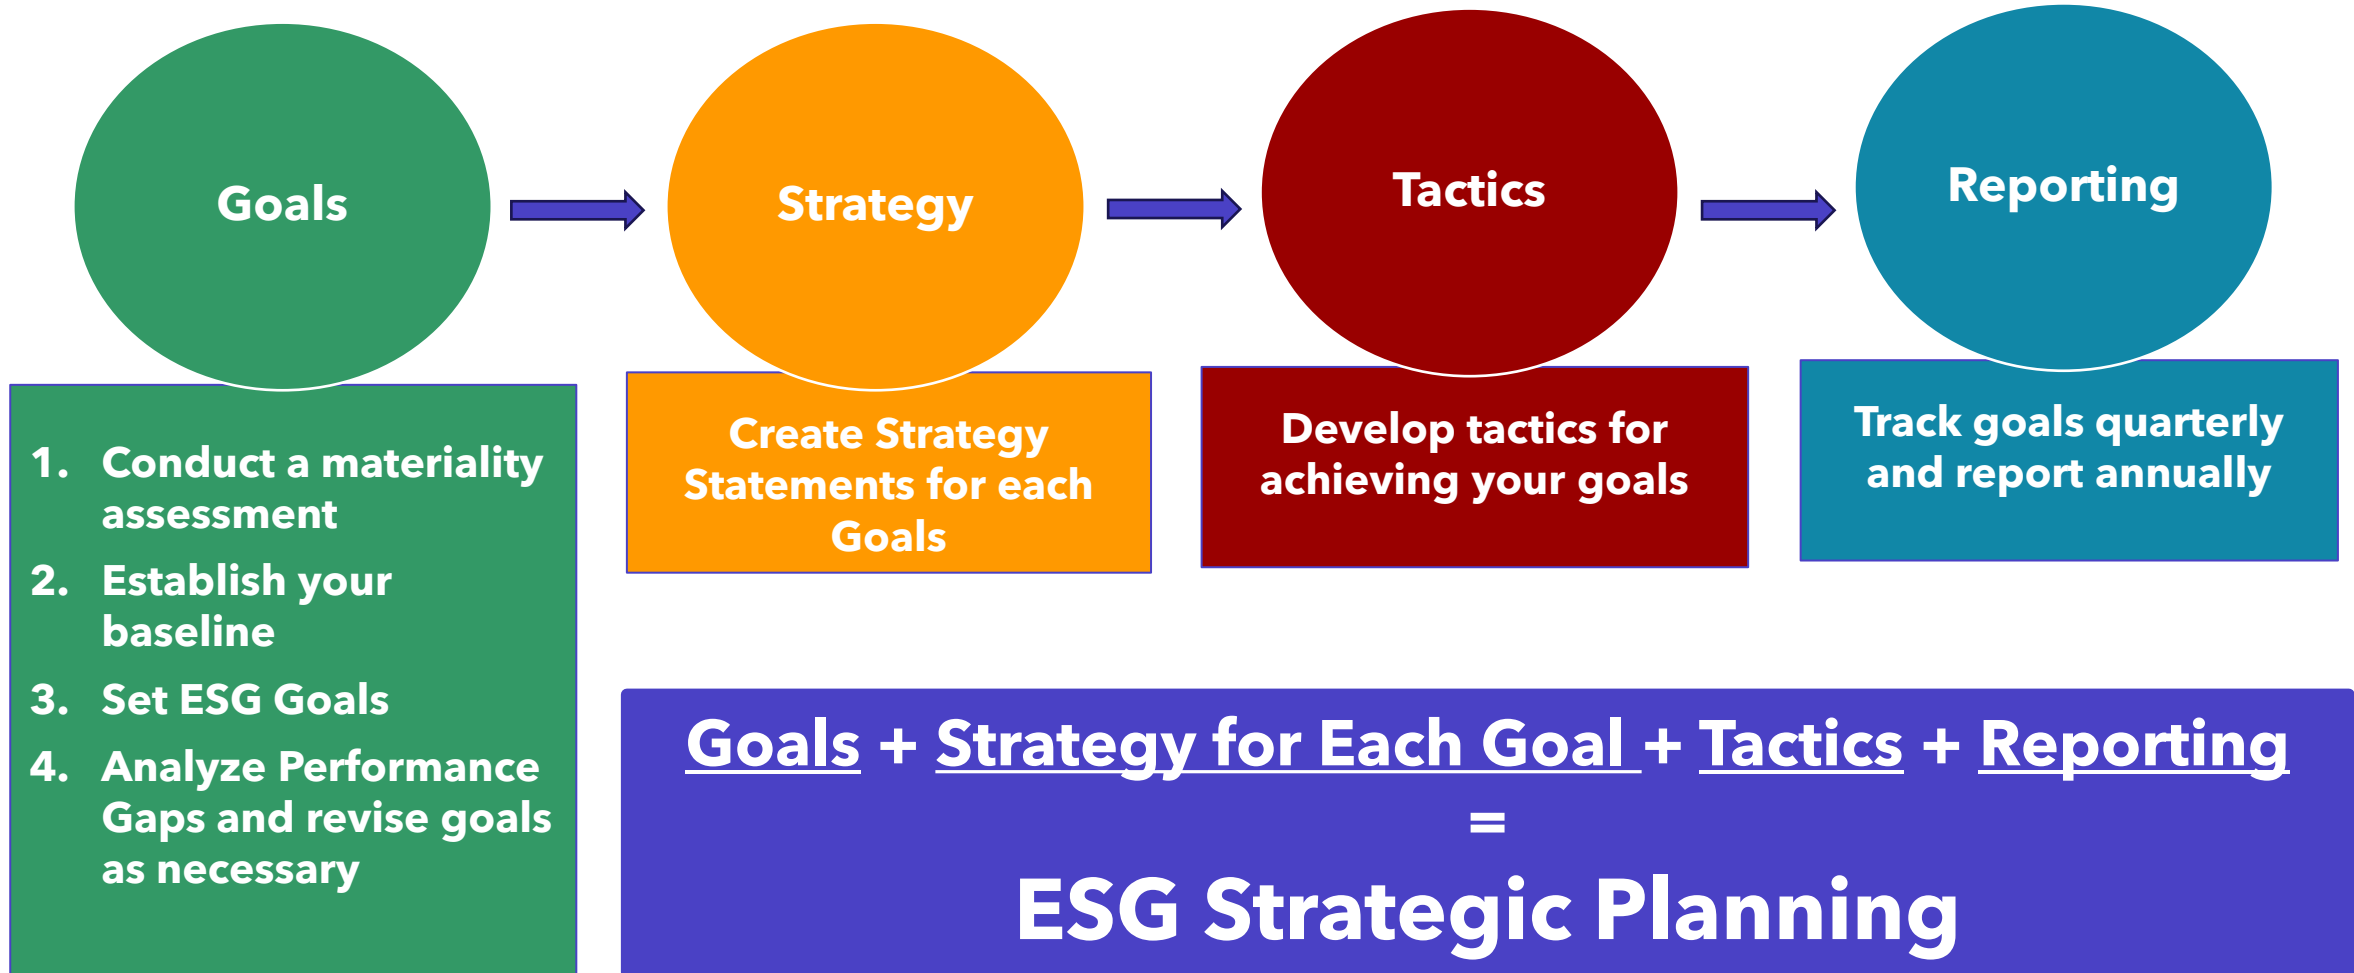 Goals
Strategy
Tactics
Reporting
1. Conduct a materiality
assessment
2. Establish your
baseline
3. Set ESG Goals
4. Analyze Performance
Gaps and revise goals
as necessary
Create Strategy
Statements for each
Goals
Develop tactics for
achieving your goals
Track goals quarterly
and report annually
Goals + Strategy for Each Goal + Tactics + Reporting
=
ESG Strategic Planning